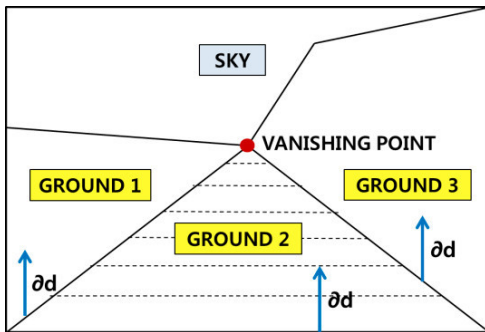 SKY
VANISHING POINT
GROUND 1
GROUND 3
GROUND 2
∂d
∂d
∂d